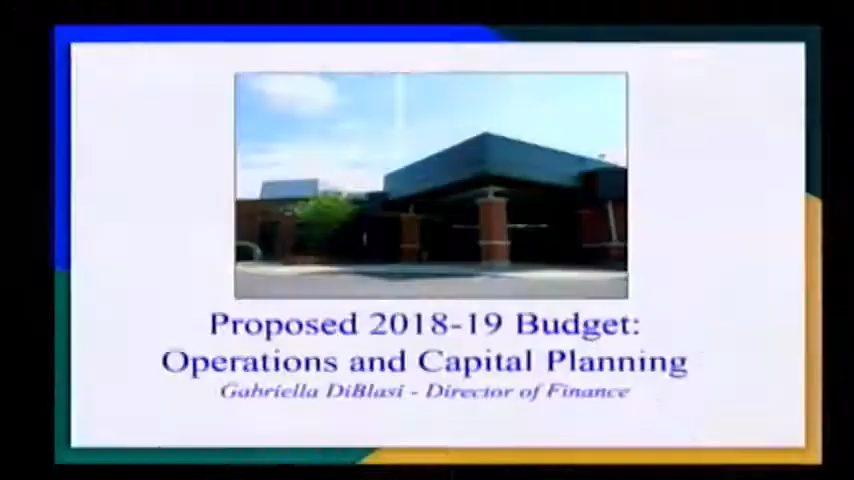 Proposed 2018-19 Budget:
Operations and Capital Planning
Gabriella DiBlasi - Director of Finance